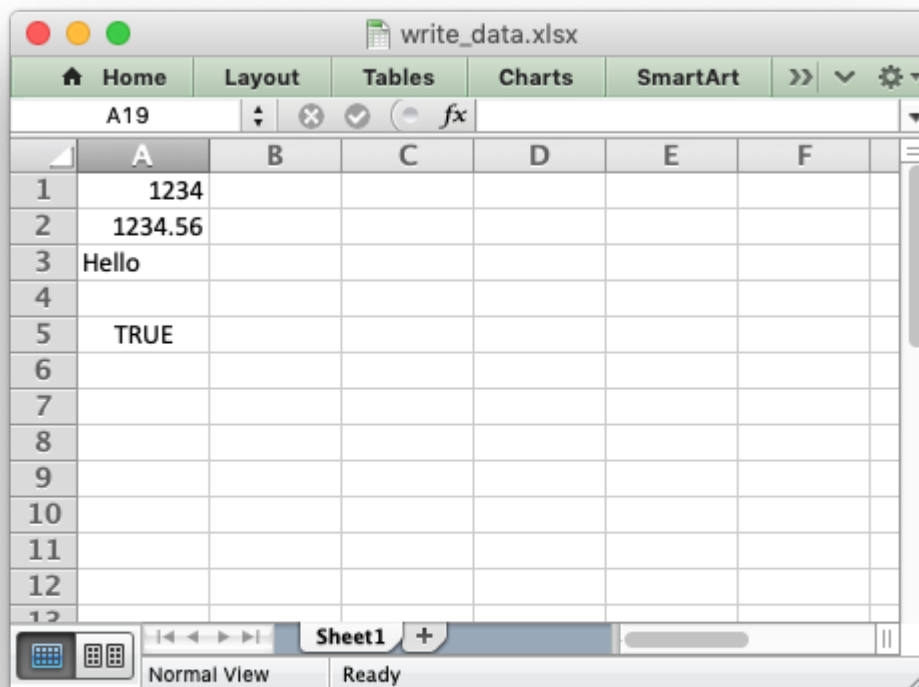 write_data.xlsx
Home Layout Tables Charts SmartArt
A19 fx
A B C D E F
1 1234
2 1234.56
3 Hello
4
5 TRUE
6
7
8
9
10
11
12
13
Sheet1 +
Normal View Ready